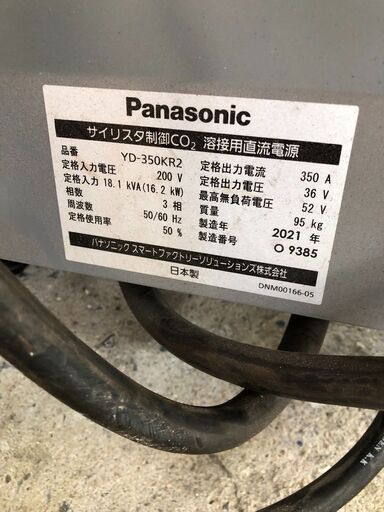 Panasonic
サイリスタ制御CO₂ 溶接用直流電源
品番 YD-350KR2
定格入力電圧 200 V
定格入力 18.1 kVA(16.2 kW)
相数 3 相
周波数 50/60 Hz
定格使用率 50 %
定格出力電流 350 A
定格出力電圧 36 V
最高無負荷電圧 52 V
質量 95 kg
製造年 2021 年
製造番号 O 9385
パナソニック スマートファクトリーソリューションズ株式会社
日本製
DNM00166-05